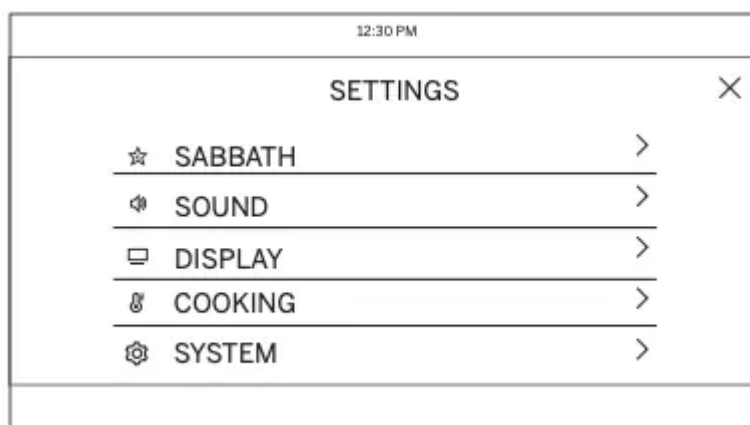 12:30 PM
SETTINGS
SABBATH
SOUND
DISPLAY
COOKING
SYSTEM